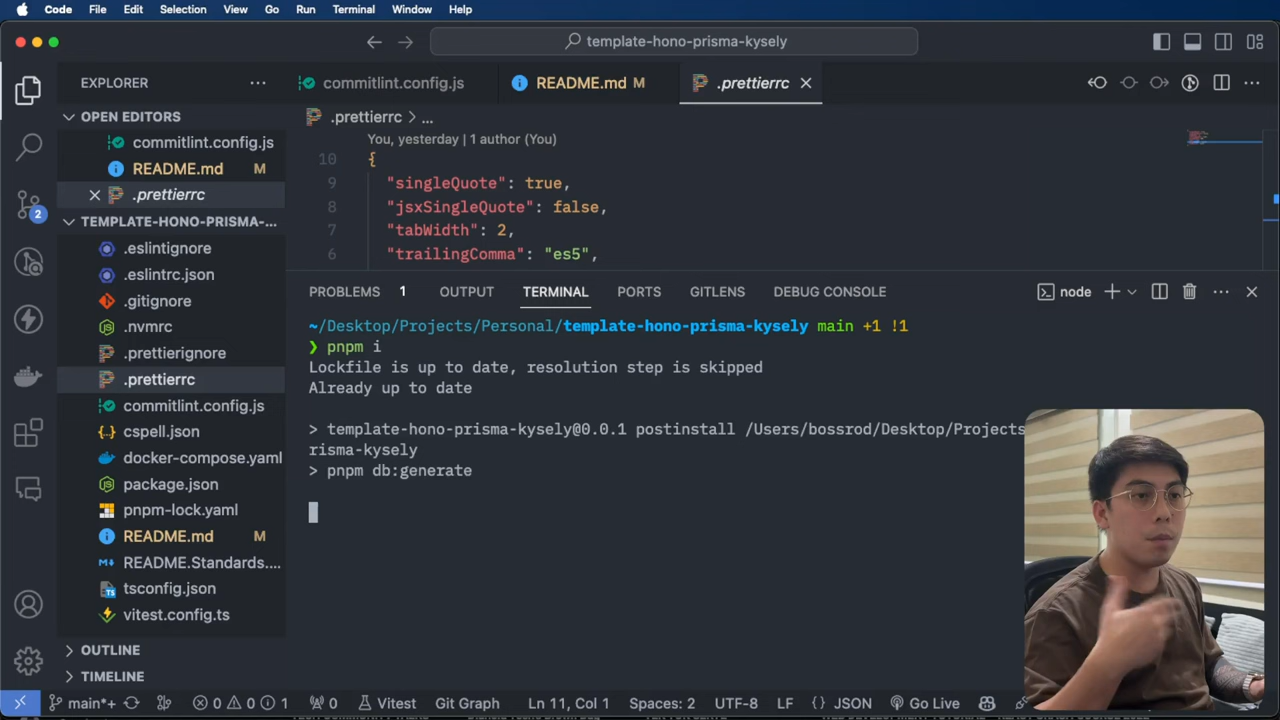 Code File Edit Selection View Go Run Terminal Window Help
template-hono-prisma-kysely
EXPLORER
commitlint.config.js
README.md M
.prettierrc
OPEN EDITORS
commitlint.config.js
README.md M
.prettierrc
TEMPLATE-HONO-PRISMA-...
.eslintignore
.eslintrc.json
.gitignore
.nvmrc
.prettierignore
.prettierrc
commitlint.config.js
cspell.json
docker-compose.yaml
package.json
pnpm-lock.yaml
README.md M
README.Standards....
tsconfig.json
vitest.config.ts
OUTLINE
TIMELINE
2
.prettierrc > ...
You, yesterday | 1 author (You)
10 {
9 "singleQuote": true,
8 "jsxSingleQuote": false,
7 "tabWidth": 2,
6 "trailingComma": "es5",
PROBLEMS 1 OUTPUT TERMINAL PORTS GITLENS DEBUG CONSOLE
node
~/Desktop/Projects/Personal/template-hono-prisma-kysely main +1 !1
❯ pnpm i
Lockfile is up to date, resolution step is skipped
Already up to date
> template-hono-prisma-kysely@0.0.1 postinstall /Users/bossrod/Desktop/Projects
risma-kysely
> pnpm db:generate
main*+ 0 0 1 0 Vitest Git Graph Ln 11, Col 1 Spaces: 2 UTF-8 LF {} JSON Go Live